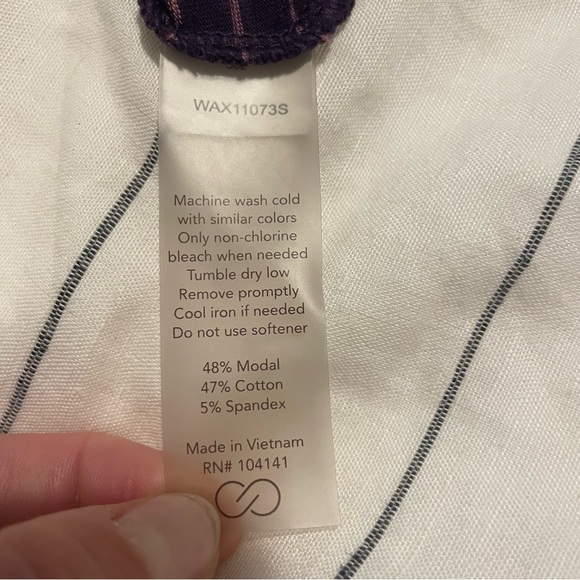 WAX11073S
Machine wash cold
with similar colors
Only non-chlorine
bleach when needed
Tumble dry low
Remove promptly
Cool iron if needed
Do not use softener
48% Modal
47% Cotton
5% Spandex
Made in Vietnam
RN# 104141